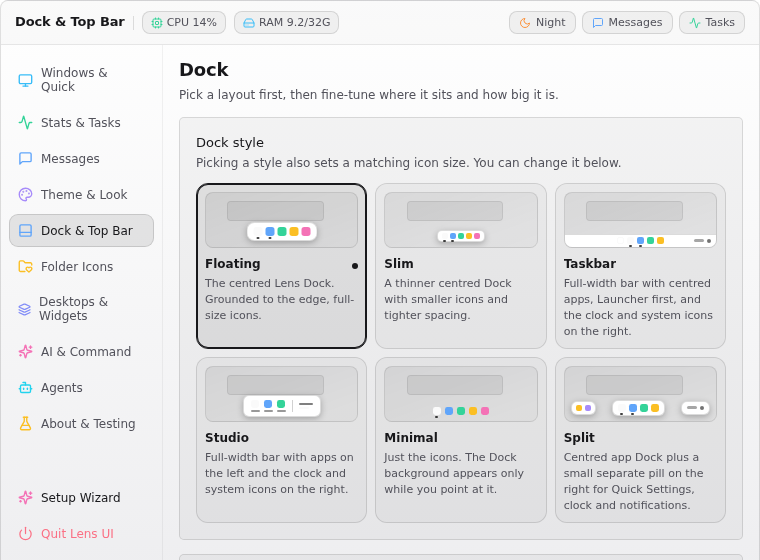 Dock & Top Bar
CPU 14%
RAM 9.2/32G
Night
Messages
Tasks
Windows &
Quick
Stats & Tasks
Messages
Theme & Look
Dock & Top Bar
Folder Icons
Desktops &
Widgets
AI & Command
Agents
About & Testing
Setup Wizard
Quit Lens UI
Dock
Pick a layout first, then fine-tune where it sits and how big it is.
Dock style
Picking a style also sets a matching icon size. You can change it below.
Floating
The centred Lens Dock.
Grounded to the edge, full-
size icons.
Slim
A thinner centred Dock
with smaller icons and
tighter spacing.
Taskbar
Full-width bar with centred
apps, Launcher first, and
the clock and system icons
on the right.
Studio
Full-width bar with apps on
the left and the clock and
system icons on the right.
Minimal
Just the icons. The Dock
background appears only
while you point at it.
Split
Centred app Dock plus a
small separate pill on the
right for Quick Settings,
clock and notifications.